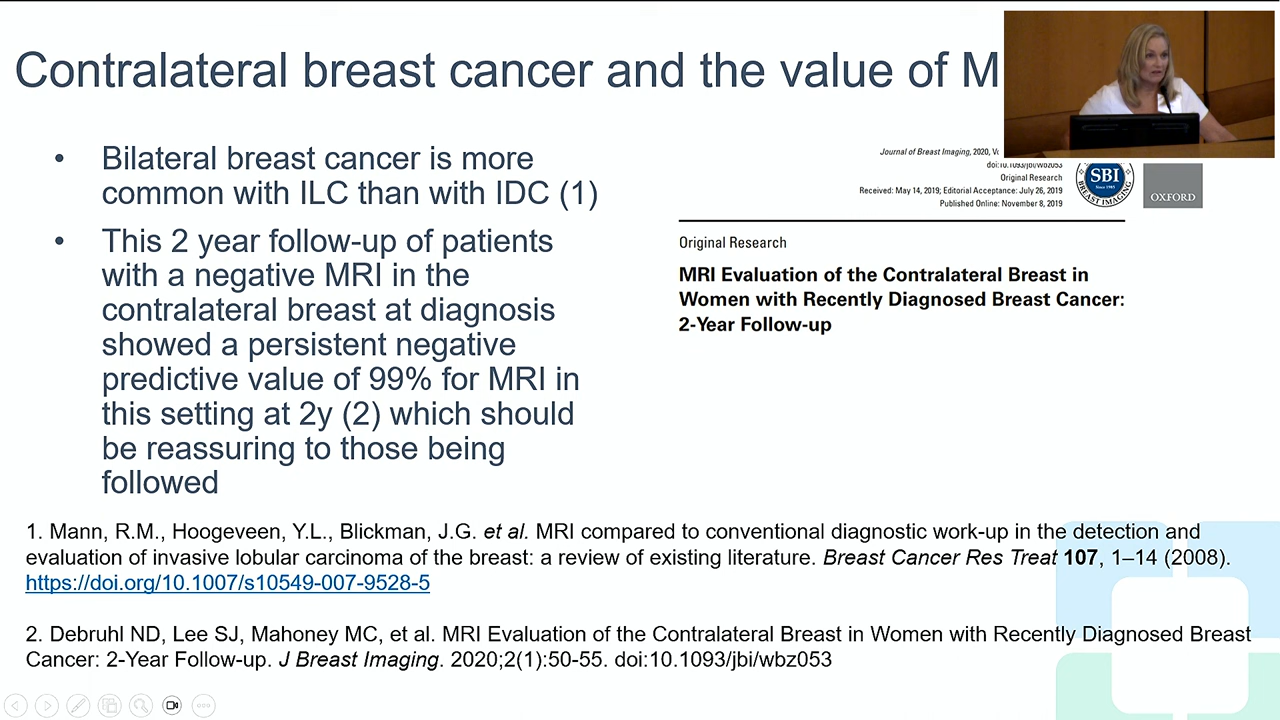 Contralateral breast cancer and the value of M
• Bilateral breast cancer is more
common with ILC than with IDC (1)
• This 2 year follow-up of patients
with a negative MRI in the
contralateral breast at diagnosis
showed a persistent negative
predictive value of 99% for MRI in
this setting at 2y (2) which should
be reassuring to those being
followed
Journal of Breast Imaging, 2020,
doi:10.1093/jbi/wbz053
Original Research
Received: May 14, 2019; Editorial Acceptance: July 26, 2019
Published Online: November 8, 2019
SBI
Since 1985
BREAST IMAGING
OXFORD
Original Research
MRI Evaluation of the Contralateral Breast in
Women with Recently Diagnosed Breast Cancer:
2-Year Follow-up
1. Mann, R.M., Hoogeveen, Y.L., Blickman, J.G. et al. MRI compared to conventional diagnostic work-up in the detection and
evaluation of invasive lobular carcinoma of the breast: a review of existing literature. Breast Cancer Res Treat 107, 1–14 (2008).
https://doi.org/10.1007/s10549-007-9528-5
2. Debruhl ND, Lee SJ, Mahoney MC, et al. MRI Evaluation of the Contralateral Breast in Women with Recently Diagnosed Breast
Cancer: 2-Year Follow-up. J Breast Imaging. 2020;2(1):50-55. doi:10.1093/jbi/wbz053